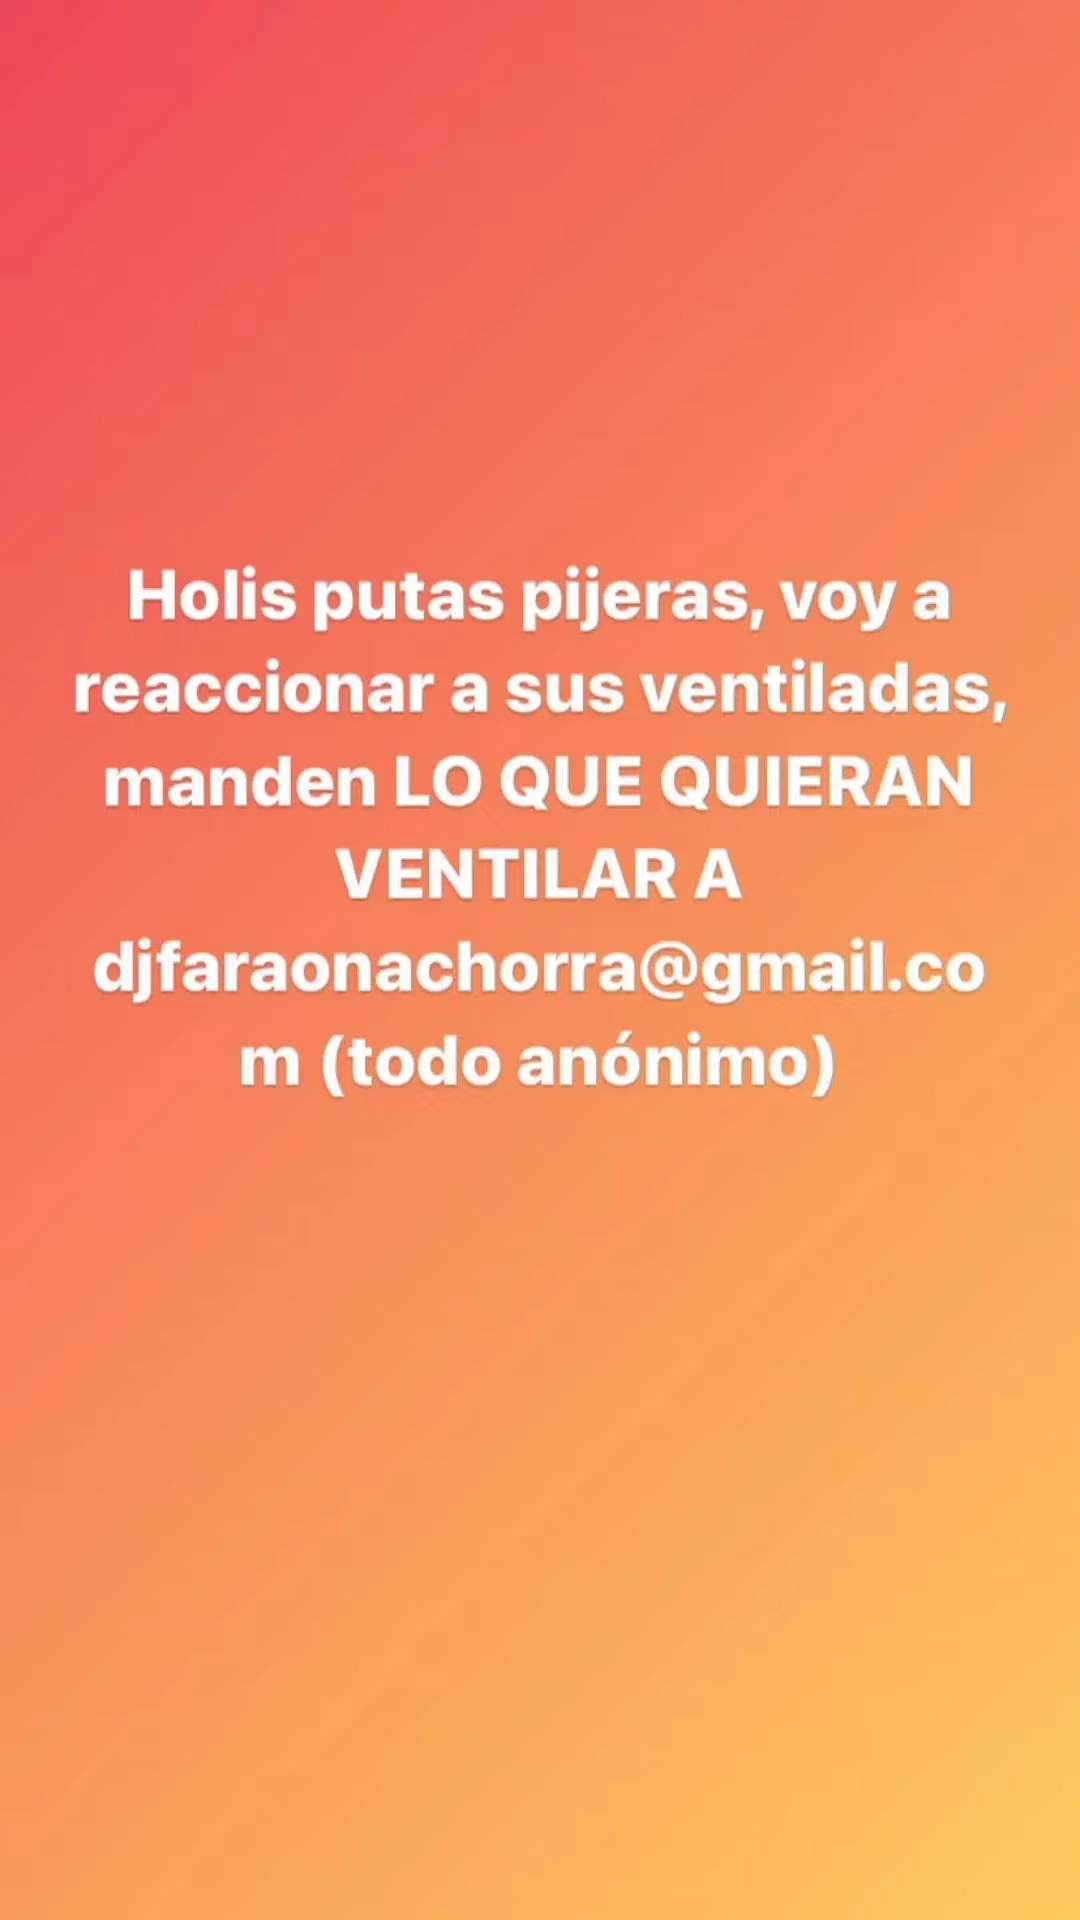 Holis putas pijeras, voy a
reaccionar a sus ventiladas,
manden LO QUE QUIERAN
VENTILAR A
djfaraonachorra@gmail.co
m (todo anónimo)